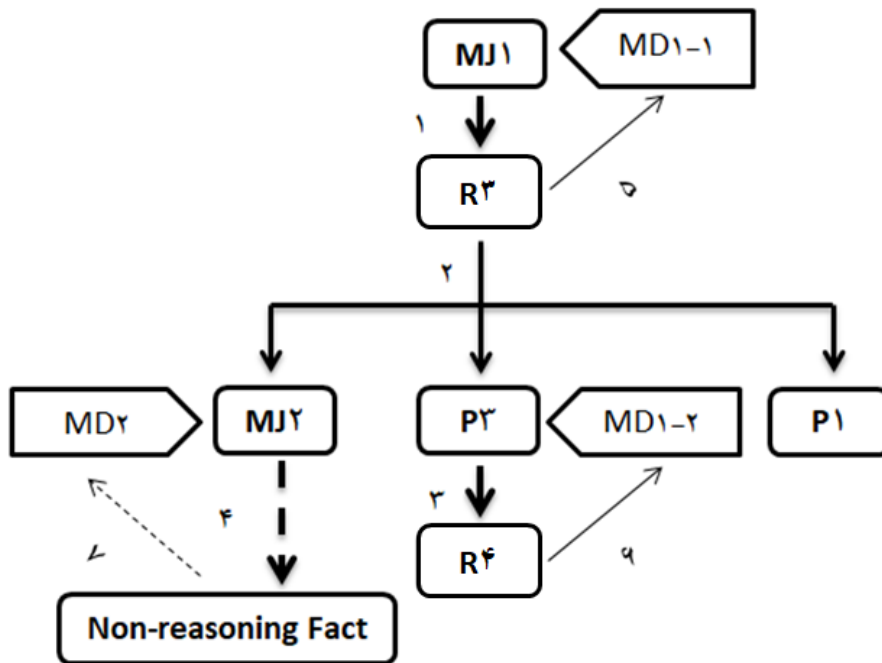 MJ۱
MD۱-۱
۱
R۳
۵
۲
MD۲
MJ۲
P۳
MD۱-۲
P۱
۷
۴
۳
R۴
۶
Non-reasoning Fact